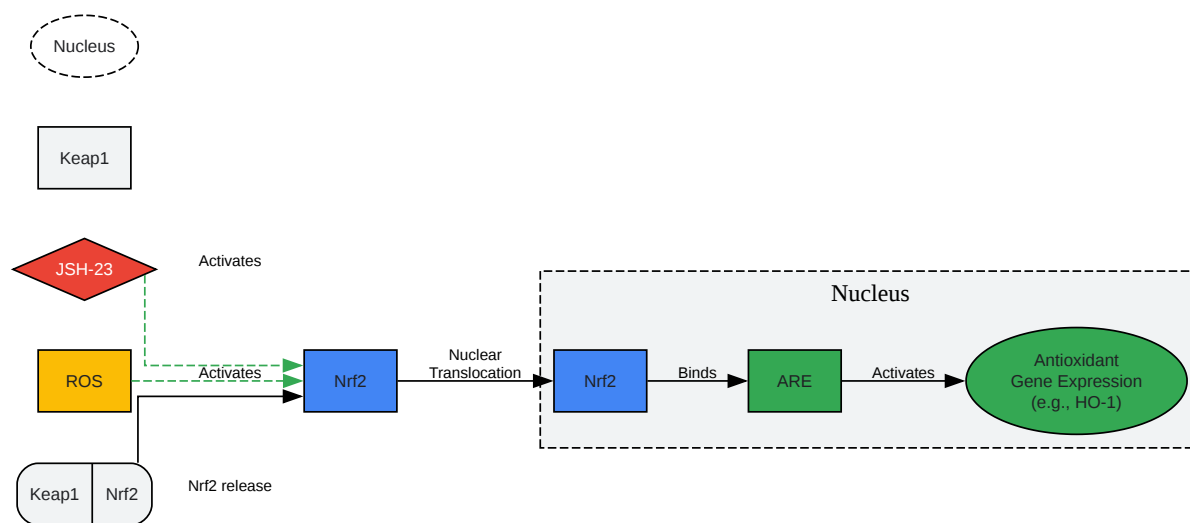 Nucleus
Keap1
JSH-23
Activates
Nucleus
ROS
Activates
Nrf2
Nuclear
Translocation
Nrf2
Binds
ARE
Activates
Antioxidant
Gene Expression
(e.g., HO-1)
Keap1
Nrf2
Nrf2 release